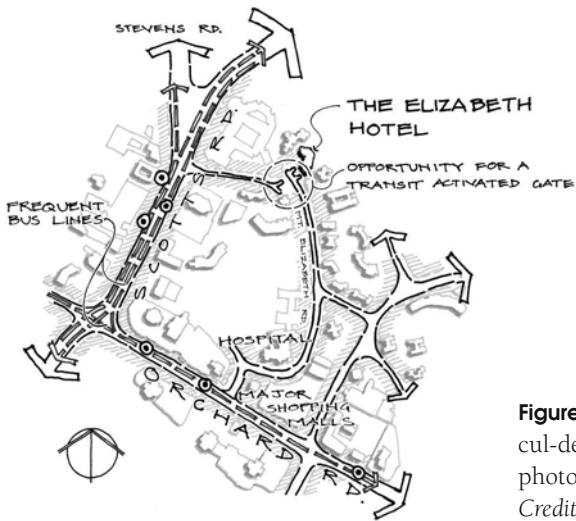 STEVENS RD.
THE ELIZABETH
HOTEL
OPPORTUNITY FOR A
TRANSIT ACTIVATED GATE
FREQUENT
BUS LINES
SCOTTS RD.
MT. ELIZABETH RD.
HOSPITAL
MAJOR
SHOPPING
MALLS
ORCHARD RD.
Figure
cul-de
photo
Credit